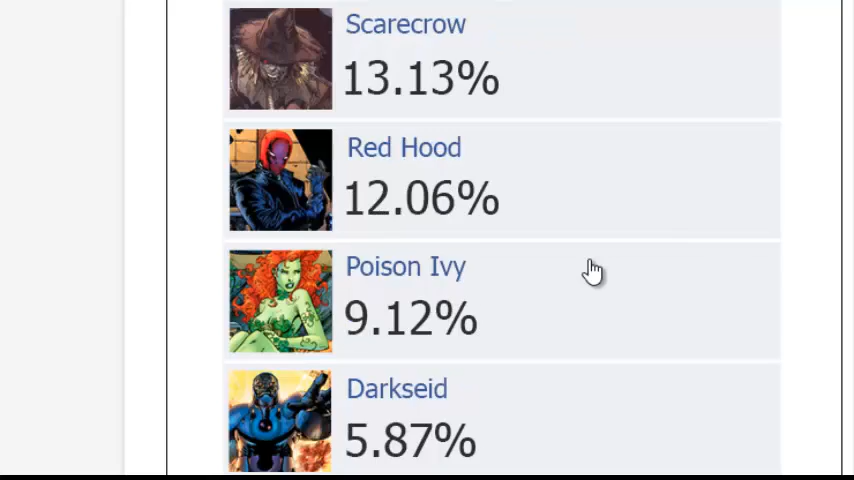 Scarecrow
13.13%
Red Hood
12.06%
Poison Ivy
9.12%
Darkseid
5.87%